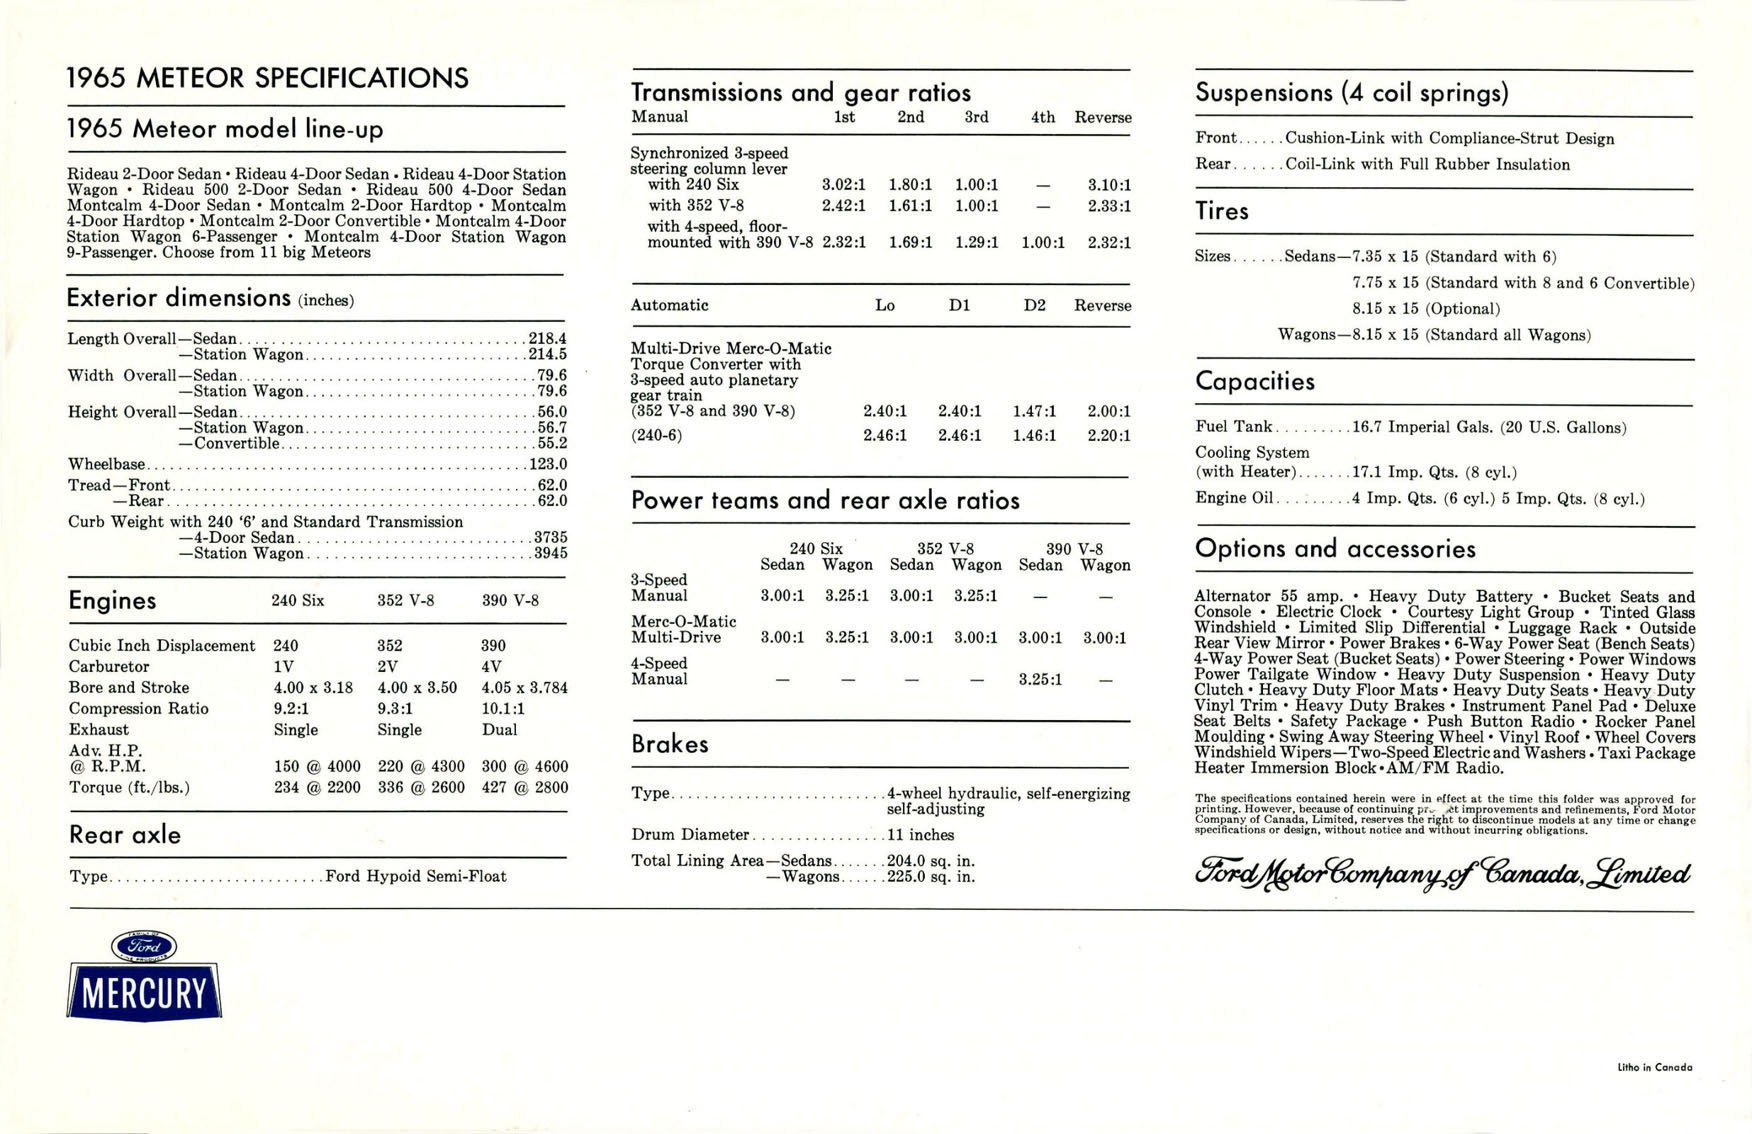 1965 METEOR SPECIFICATIONS
1965 Meteor model line-up
Rideau 2-Door Sedan • Rideau 4-Door Sedan • Rideau 4-Door Station
Wagon • Rideau 500 2-Door Sedan • Rideau 500 4-Door Sedan
Montcalm 4-Door Sedan • Montcalm 2-Door Hardtop • Montcalm
4-Door Hardtop • Montcalm 2-Door Convertible • Montcalm 4-Door
Station Wagon 6-Passenger • Montcalm 4-Door Station Wagon
9-Passenger. Choose from 11 big Meteors
Exterior dimensions (inches)
Length Overall—Sedan.................................218.4
—Station Wagon..........................214.5
Width Overall—Sedan..................................79.6
—Station Wagon...........................79.6
Height Overall—Sedan..................................56.0
—Station Wagon...........................56.7
—Convertible..............................55.2
Wheelbase............................................123.0
Tread—Front..........................................62.0
—Rear...........................................62.0
Curb Weight with 240 '6' and Standard Transmission
—4-Door Sedan...........................3735
—Station Wagon..........................3945
Engines 240 Six 352 V-8 390 V-8
Cubic Inch Displacement 240 352 390
Carburetor 1V 2V 4V
Bore and Stroke 4.00 x 3.18 4.00 x 3.50 4.05 x 3.784
Compression Ratio 9.2:1 9.3:1 10.1:1
Exhaust Single Single Dual
Adv. H.P.
@ R.P.M. 150 @ 4000 220 @ 4300 300 @ 4600
Torque (ft./lbs.) 234 @ 2200 336 @ 2600 427 @ 2800
Rear axle
Type.........................Ford Hypoid Semi-Float
Transmissions and gear ratios
Manual 1st 2nd 3rd 4th Reverse
Synchronized 3-speed
steering column lever
with 240 Six 3.02:1 1.80:1 1.00:1 — 3.10:1
with 352 V-8 2.42:1 1.61:1 1.00:1 — 2.33:1
with 4-speed, floor-
mounted with 390 V-8 2.32:1 1.69:1 1.29:1 1.00:1 2.32:1
Automatic Lo D1 D2 Reverse
Multi-Drive Merc-O-Matic
Torque Converter with
3-speed auto planetary
gear train
(352 V-8 and 390 V-8) 2.40:1 2.40:1 1.47:1 2.00:1
(240-6) 2.46:1 2.46:1 1.46:1 2.20:1
Power teams and rear axle ratios
240 Six 352 V-8 390 V-8
Sedan Wagon Sedan Wagon Sedan Wagon
3-Speed
Manual 3.00:1 3.25:1 3.00:1 3.25:1 — —
Merc-O-Matic
Multi-Drive 3.00:1 3.25:1 3.00:1 3.00:1 3.00:1 3.00:1
4-Speed
Manual — — — — 3.25:1 —
Brakes
Type.........................4-wheel hydraulic, self-energizing
self-adjusting
Drum Diameter................11 inches
Total Lining Area—Sedans.......204.0 sq. in.
—Wagons......225.0 sq. in.
Suspensions (4 coil springs)
Front......Cushion-Link with Compliance-Strut Design
Rear......Coil-Link with Full Rubber Insulation
Tires
Sizes......Sedans—7.35 x 15 (Standard with 6)
7.75 x 15 (Standard with 8 and 6 Convertible)
8.15 x 15 (Optional)
Wagons—8.15 x 15 (Standard all Wagons)
Capacities
Fuel Tank.........16.7 Imperial Gals. (20 U.S. Gallons)
Cooling System
(with Heater).......17.1 Imp. Qts. (8 cyl.)
Engine Oil.........4 Imp. Qts. (6 cyl.) 5 Imp. Qts. (8 cyl.)
Options and accessories
Alternator 55 amp. • Heavy Duty Battery • Bucket Seats and
Console • Electric Clock • Courtesy Light Group • Tinted Glass
Windshield • Limited Slip Differential • Luggage Rack • Outside
Rear View Mirror • Power Brakes • 6-Way Power Seat (Bench Seats)
4-Way Power Seat (Bucket Seats) • Power Steering • Power Windows
Power Tailgate Window • Heavy Duty Suspension • Heavy Duty
Clutch • Heavy Duty Floor Mats • Heavy Duty Seats • Heavy Duty
Vinyl Trim • Heavy Duty Brakes • Instrument Panel Pad • Deluxe
Seat Belts • Safety Package • Push Button Radio • Rocker Panel
Moulding • Swing Away Steering Wheel • Vinyl Roof • Wheel Covers
Windshield Wipers—Two-Speed Electric and Washers • Taxi Package
Heater Immersion Block • AM/FM Radio.
The specifications contained herein were in effect at the time this folder was approved for
printing. However, because of continuing improvements and refinements, Ford Motor
Company of Canada, Limited, reserves the right to discontinue models at any time or change
specifications or design, without notice and without incurring obligations.
Ford Motor Company of Canada, Limited
Ford
MERCURY
Litho in Canada